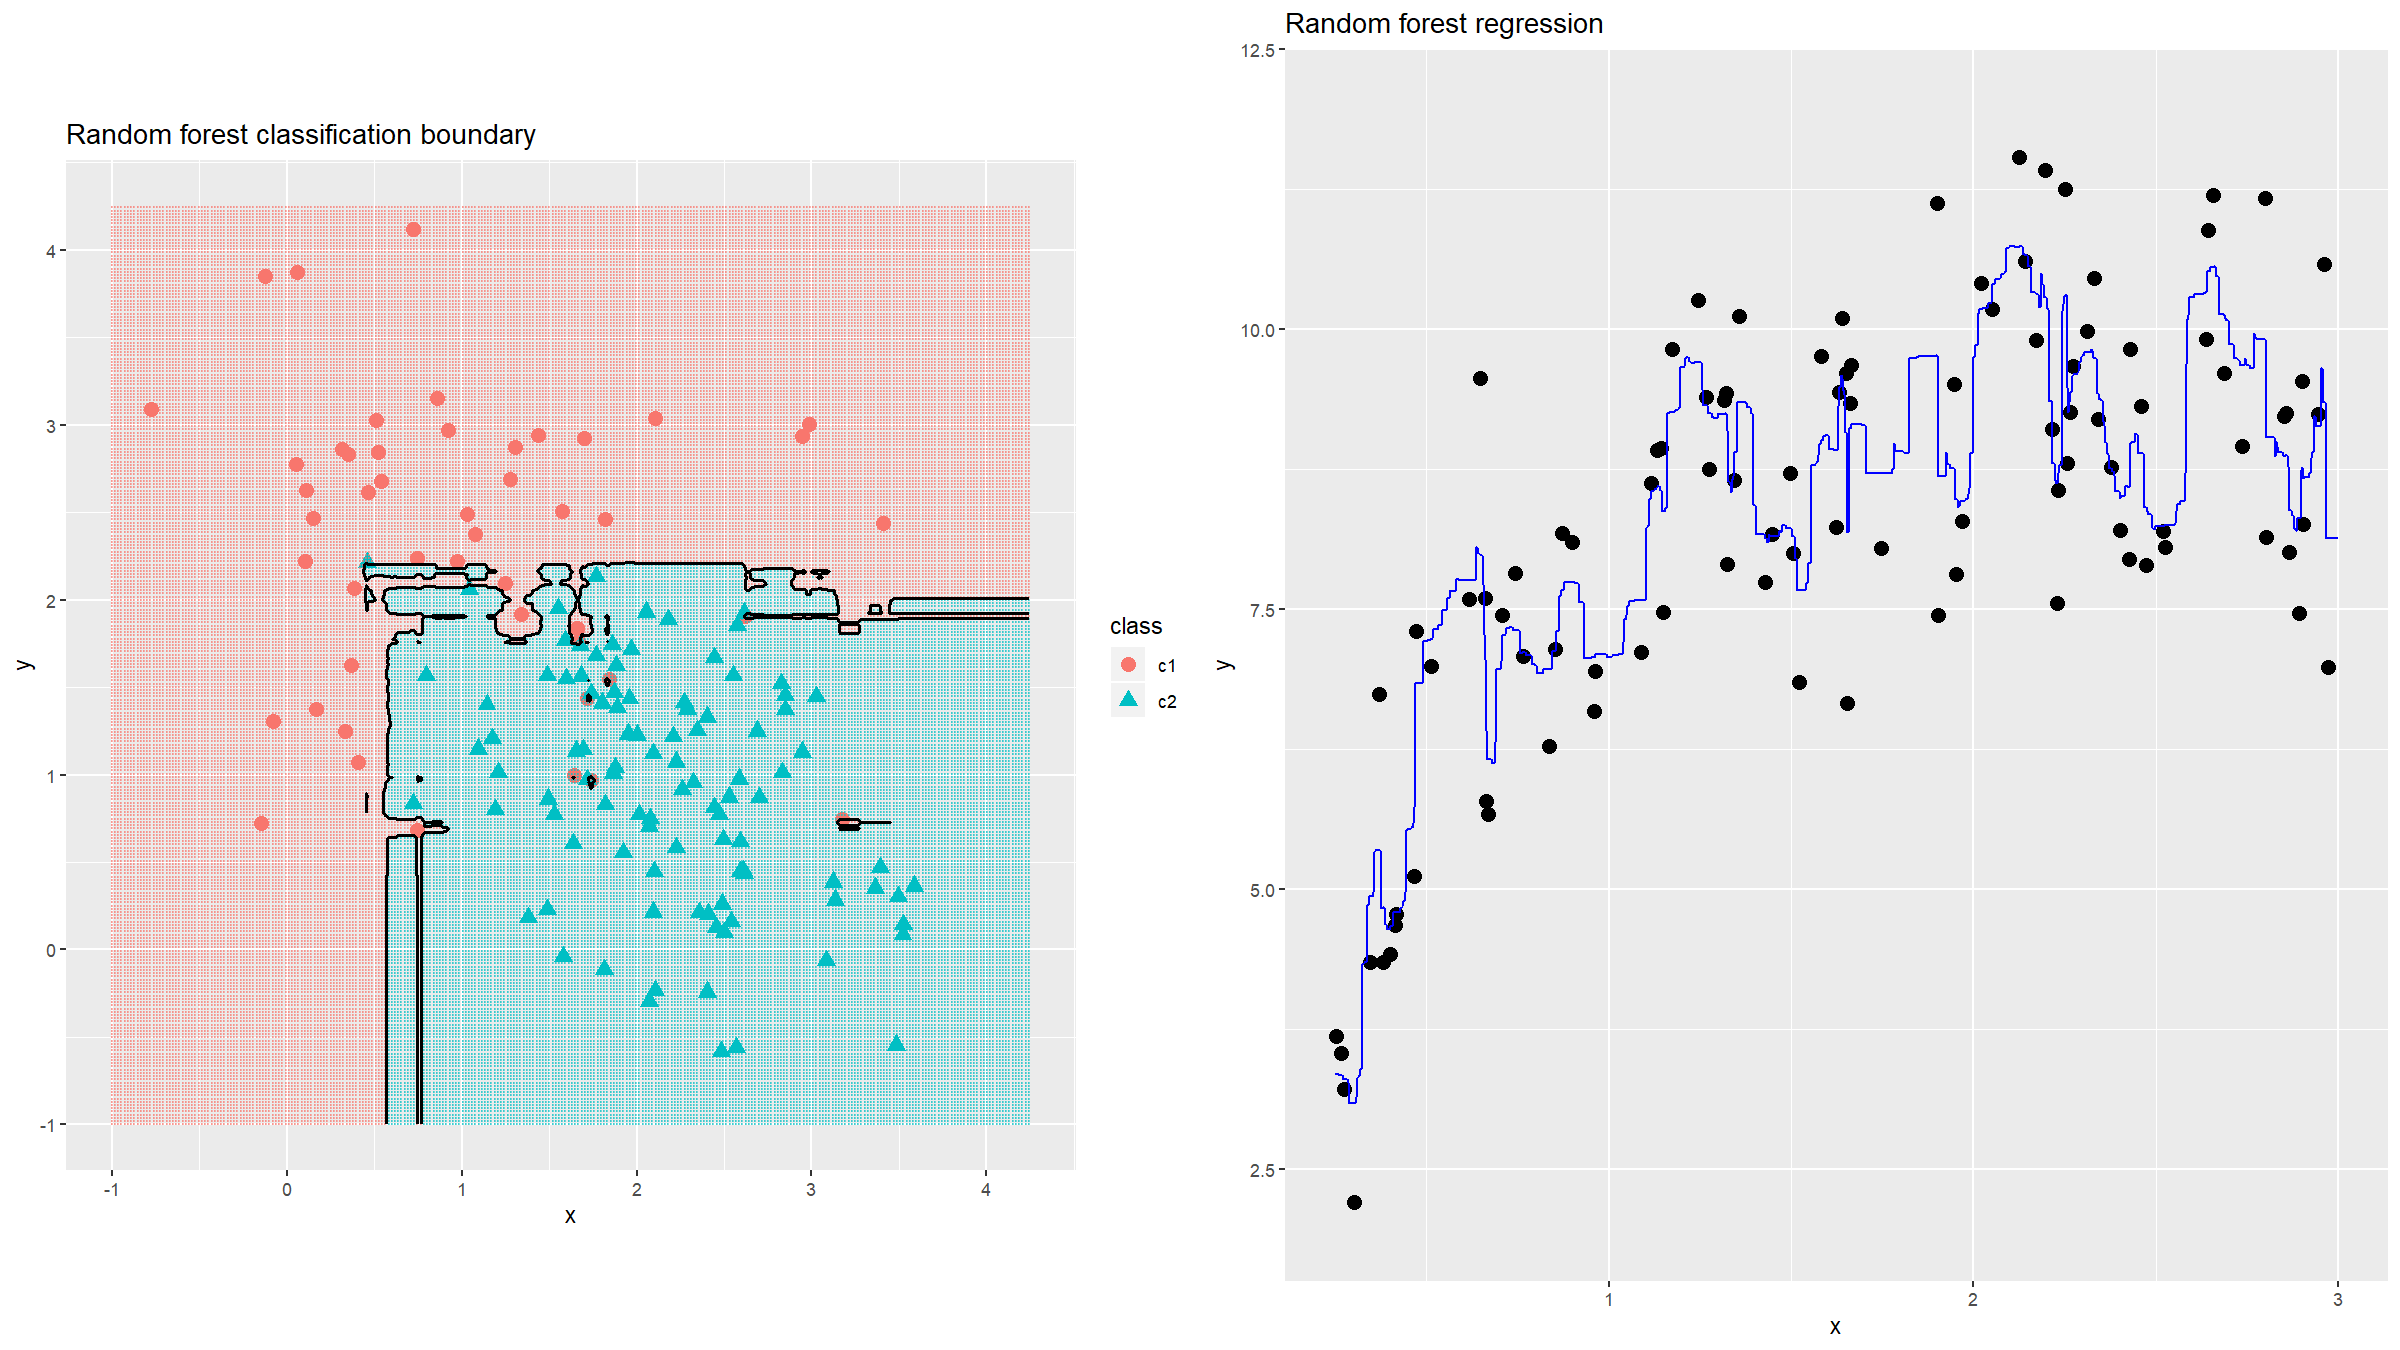 Random forest classification boundary
4
3
2
1
0
-1
y
-1 0 1 2 3 4
x
class
c1
c2
Random forest regression
12.5
10.0
7.5
5.0
2.5
y
1 2 3
x